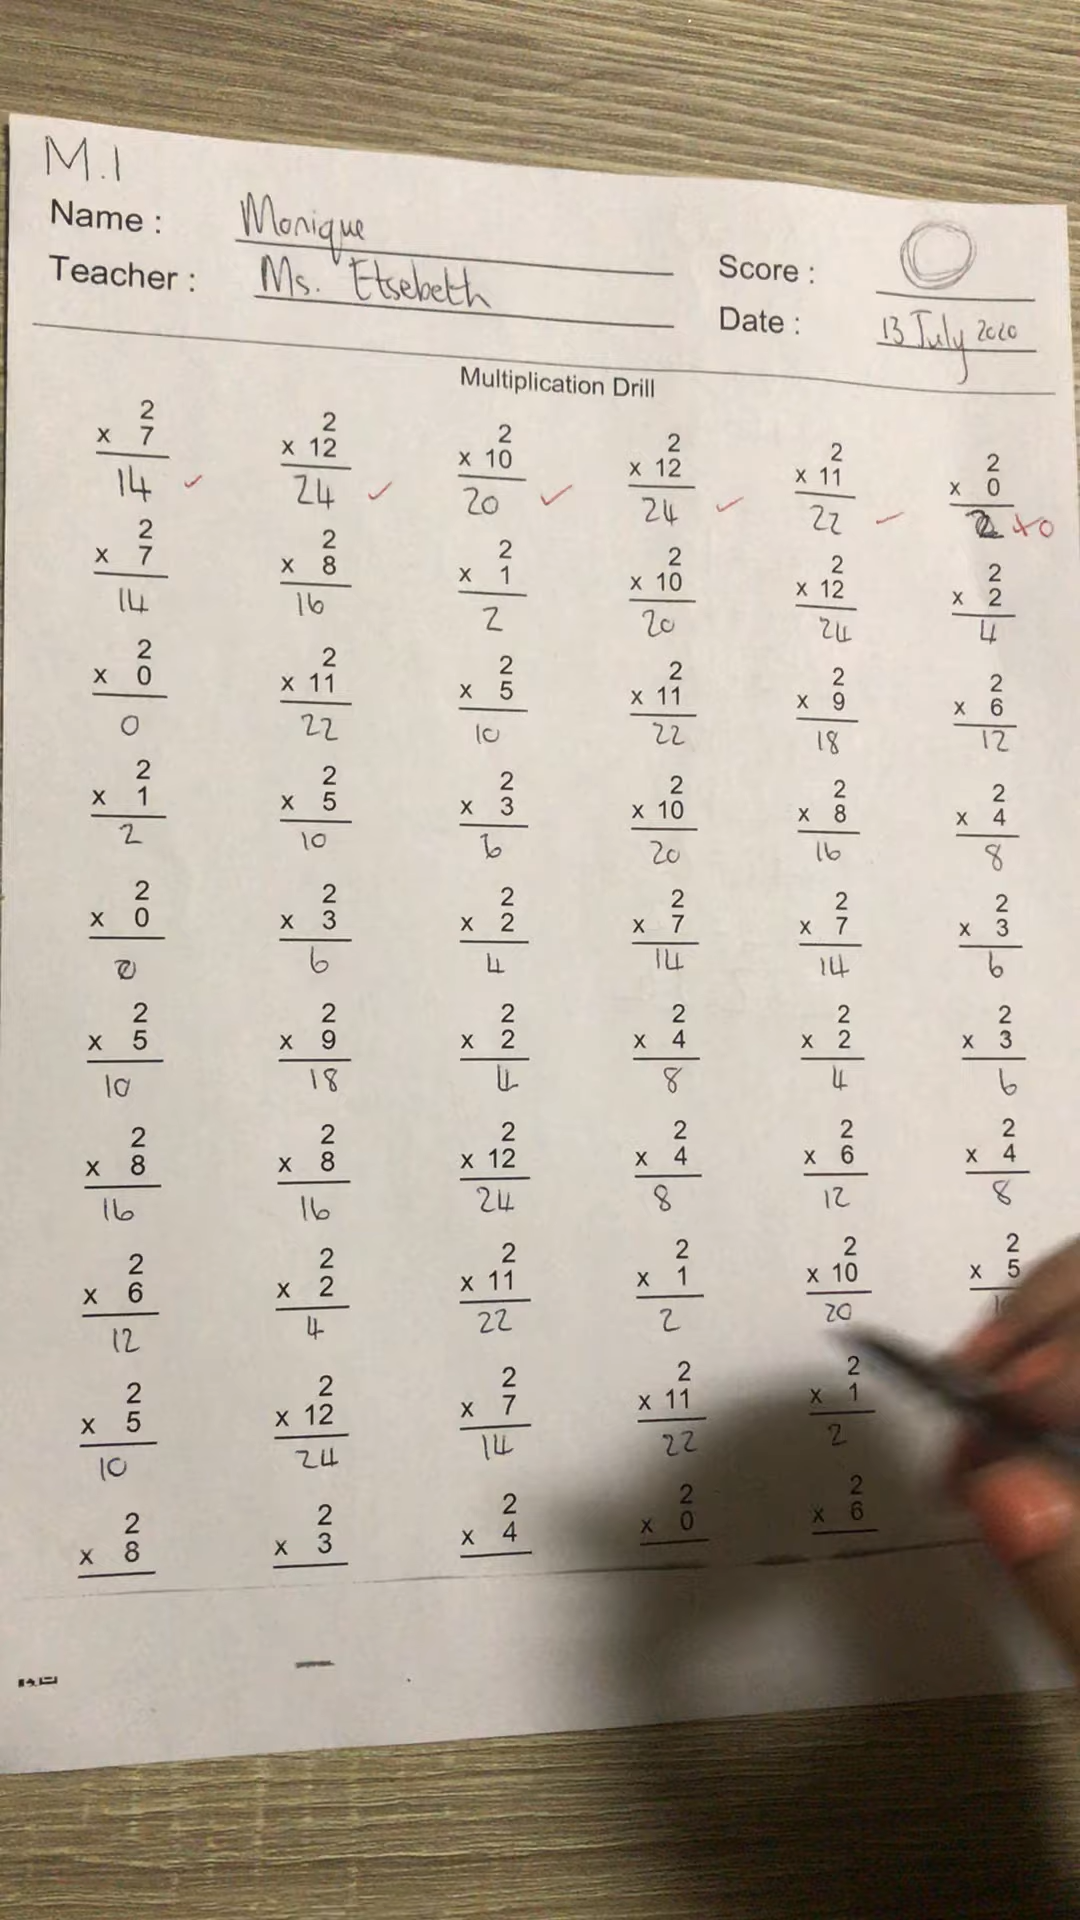 M.1
Name : Monique
Teacher : Ms. Etsebeth
Score :
Date : 13 July 2020
Multiplication Drill
2 2 2 2 2 2
x 7 x 12 x 10 x 12 x 11 x 0
14 24 20 24 22 2 x0
2 2 2 2 2 2
x 7 x 8 x 1 x 10 x 12 x 2
14 16 2 20 24 4
2 2 2 2 2 2
x 0 x 11 x 5 x 11 x 9 x 6
0 22 10 22 18 12
2 2 2 2 2 2
x 1 x 5 x 3 x 10 x 8 x 4
2 10 6 20 16 8
2 2 2 2 2 2
x 0 x 3 x 2 x 7 x 7 x 3
0 6 4 14 14 6
2 2 2 2 2 2
x 5 x 9 x 2 x 4 x 2 x 3
10 18 4 8 4 6
2 2 2 2 2 2
x 8 x 8 x 12 x 4 x 6 x 4
16 16 24 8 12 8
2 2 2 2 2 2
x 6 x 2 x 11 x 1 x 10 x 5
12 4 22 2 20
2 2 2 2 2
x 5 x 12 x 7 x 11 x 1
10 24 14 22 2
2 2 2 2 2
x 8 x 3 x 4 x 0 x 6